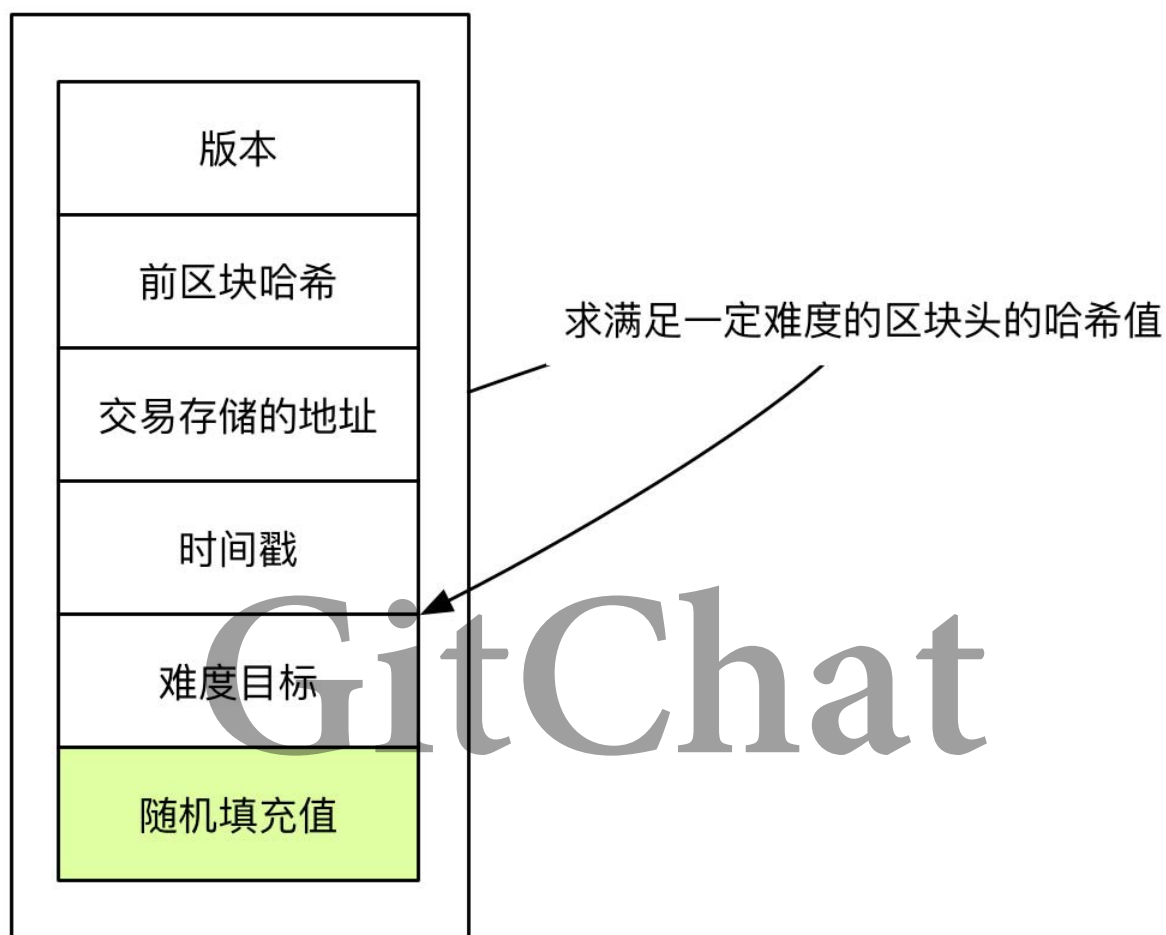 版本
前区块哈希
求满足一定难度的区块头的哈希值
交易存储的地址
时间戳
难度目标
GitChat
随机填充值